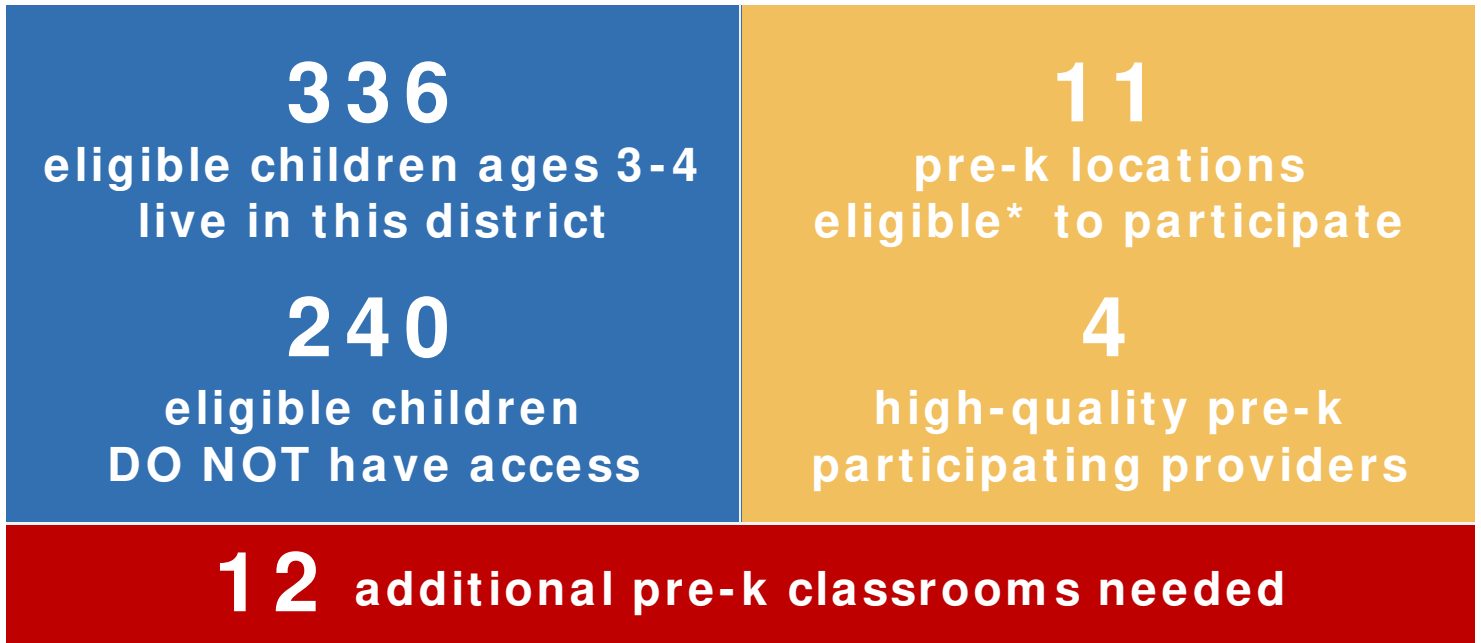 336
eligible children ages 3-4
live in this district
240
eligible children
DO NOT have access
11
pre-k locations
eligible* to participate
4
high-quality pre-k
participating providers
12 additional pre-k classrooms needed